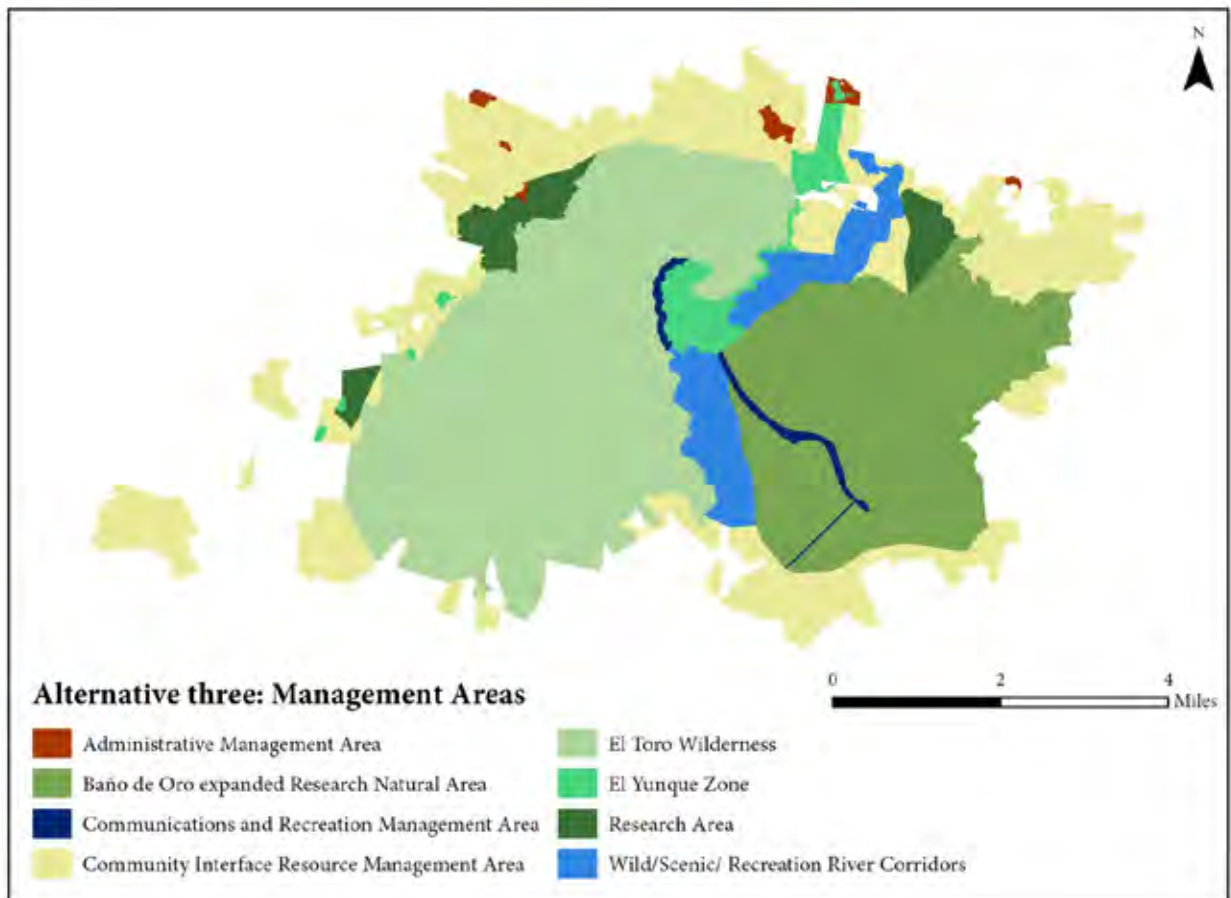 N
Alternative three: Management Areas
0 2 4
Miles
Administrative Management Area
Baño de Oro expanded Research Natural Area
Communications and Recreation Management Area
Community Interface Resource Management Area
El Toro Wilderness
El Yunque Zone
Research Area
Wild/Scenic/ Recreation River Corridors